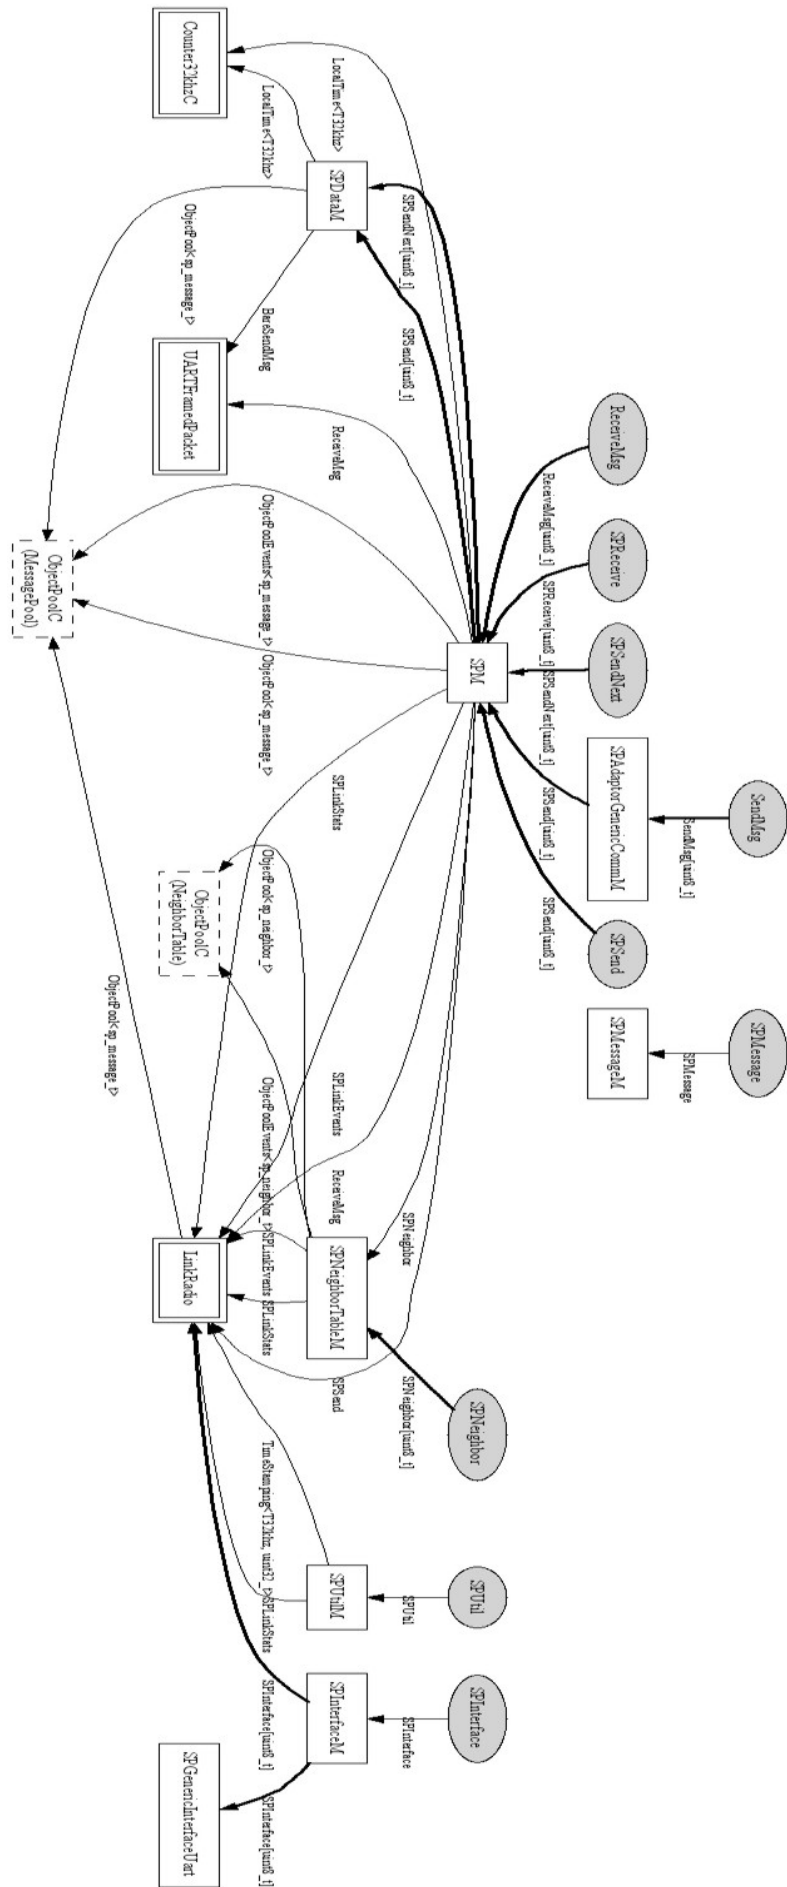 SendMsg
SPMessage
SendMsg[uint8_t]
SPMessage
ReceiveMsg
SPReceive
SPSendNext
SPAdaptorGenericCommM
SPSend
SPMessageM
ReceiveMsg[uint8_t]
SPReceive[uint8_t]
SPSendNext[uint8_t]
SPSend[uint8_t]
SPSend[uint8_t]
SPM
SPNeighbor
SPUtil
SPInterface
SPSendNext[uint8_t]
SPSend[uint8_t]
SPNeighbor
SPNeighbor[uint8_t]
SPUtil
SPInterface
LocalTime<T32khz>
SPDataM
ReceiveMsg
SPLinkStats
SPLinkEvents
ReceiveMsg
SPNeighborTableM
SPSend
SPUtilM
SPInterfaceM
LocalTime<T32khz>
BareSendMsg
ObjectPoolEvents<sp_message_t>
ObjectPool<sp_message_t>
ObjectPool<sp_neighbor_t>
ObjectPoolEvents<sp_neighbor_t>
SPLinkEvents
SPLinkStats
TimeStamping<T32khz, uint32_t>
SPLinkStats
SPInterface[uint8_t]
SPInterface[uint8_t]
Counter32khzC
ObjectPool<sp_message_t>
UARTFramedPacket
ObjectPoolC
(NeighborTable)
LinkRadio
SPGenericInterfaceUart
ObjectPoolC
(MessagePool)
ObjectPool<sp_message_t>